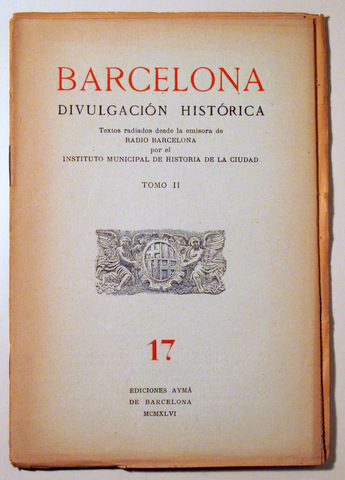 BARCELONA
DIVULGACIÓN HISTÓRICA
Textos radiados desde la emisora de
RADIO BARCELONA
por el
INSTITUTO MUNICIPAL DE HISTORIA DE LA CIUDAD
TOMO II
17
EDICIONES AYMÁ
DE BARCELONA
MCMXLVI